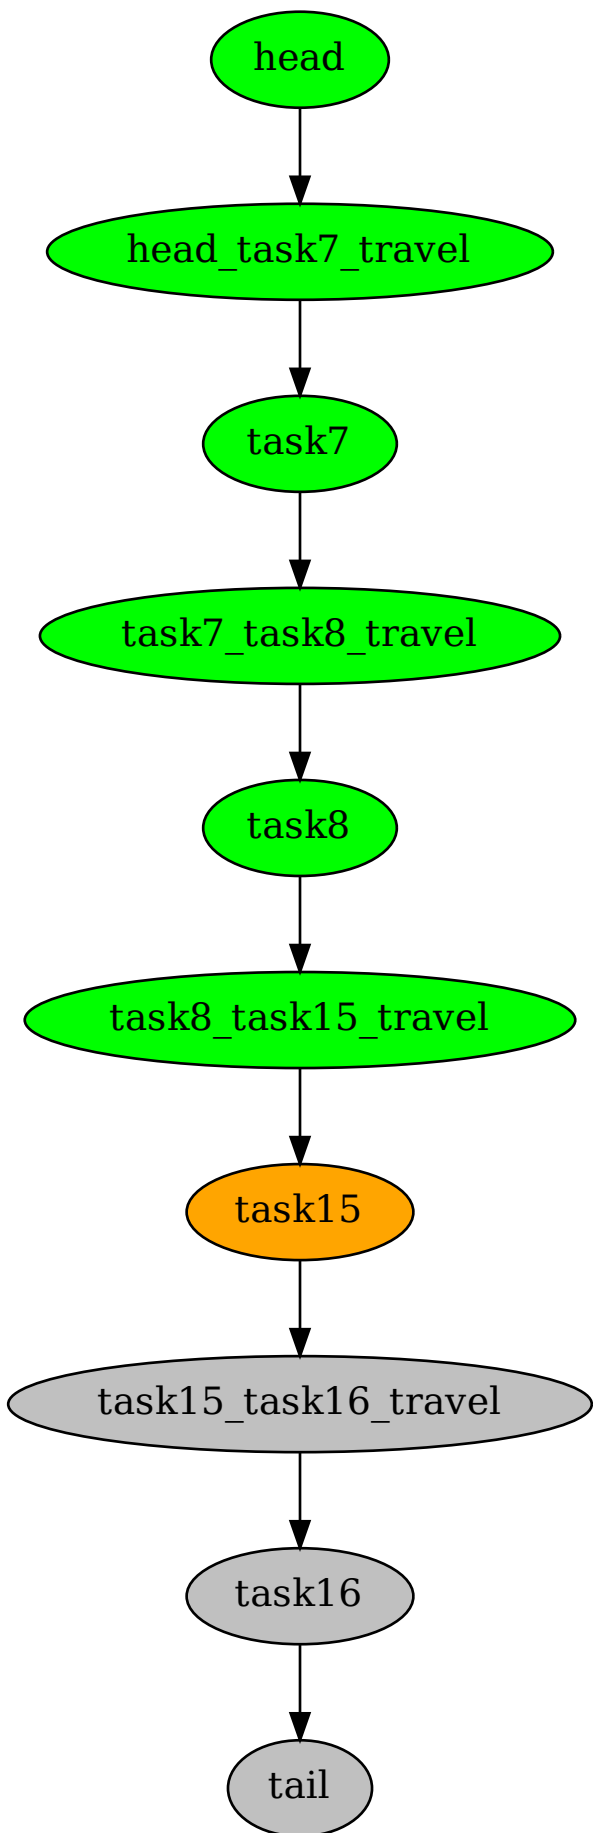 head
head_task7_travel
task7
task7_task8_travel
task8
task8_task15_travel
task15
task15_task16_travel
task16
tail